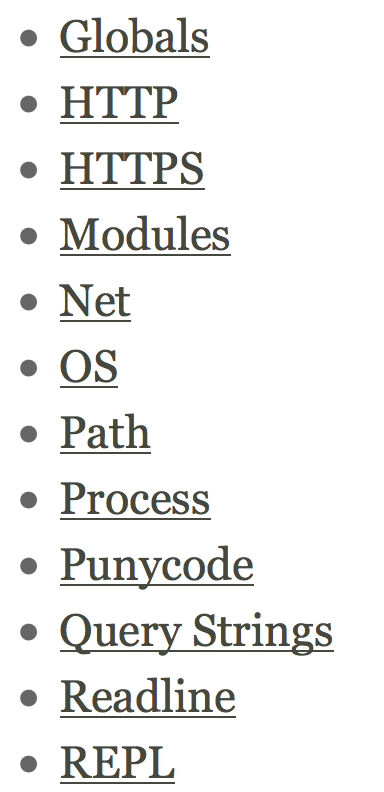 Globals
HTTP
HTTPS
Modules
Net
OS
Path
Process
Punycode
Query Strings
Readline
REPL